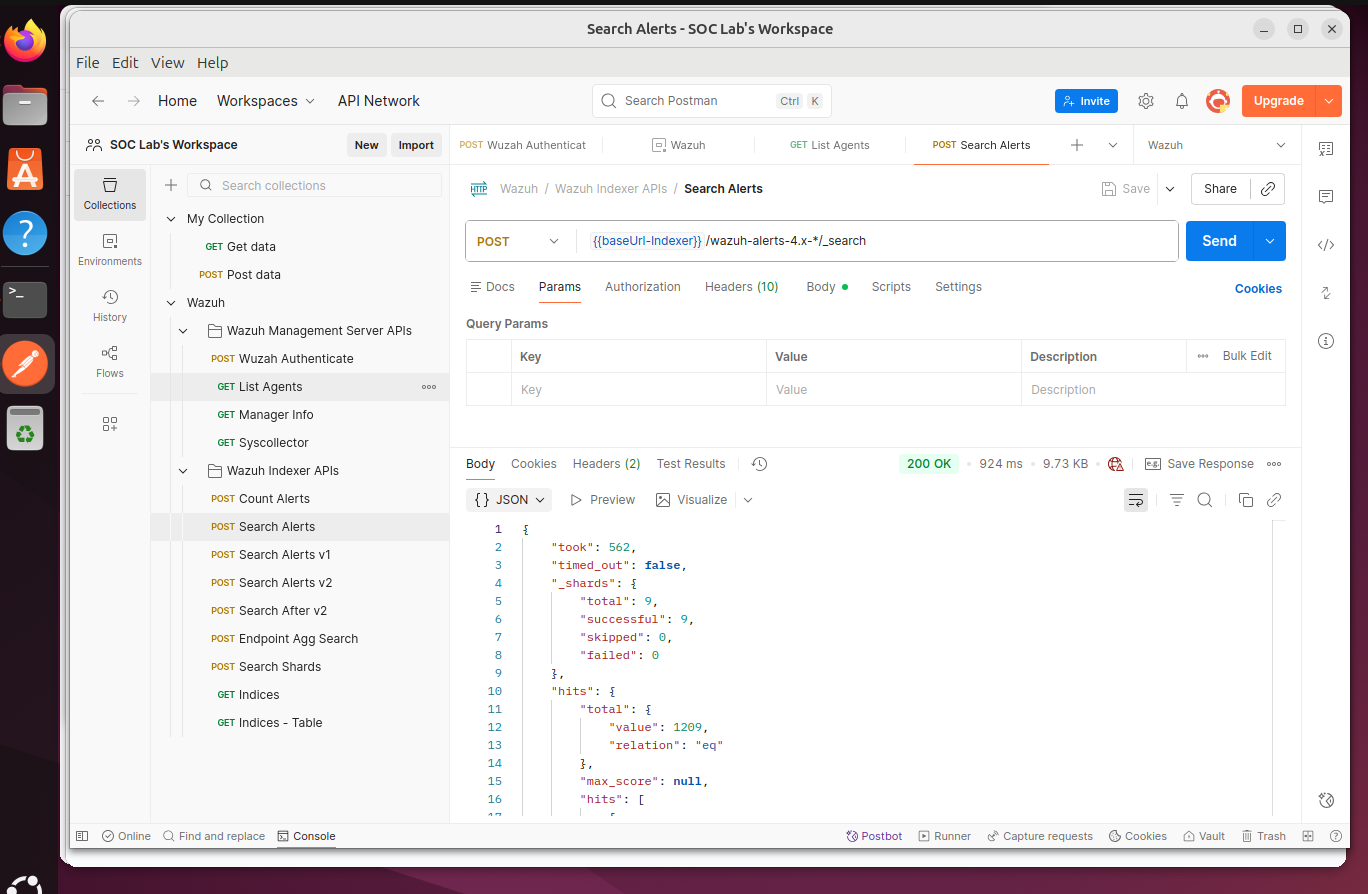 Search Alerts - SOC Lab's Workspace
File Edit View Help
Home Workspaces API Network Search Postman Ctrl K Invite Upgrade
SOC Lab's Workspace New Import
POST Wuzah Authenticat Wazuh GET List Agents POST Search Alerts Wazuh
Collections
Environments
History
Flows
Search collections
My Collection
GET Get data
POST Post data
Wazuh
Wazuh Management Server APIs
POST Wuzah Authenticate
GET List Agents
GET Manager Info
GET Syscollector
Wazuh Indexer APIs
POST Count Alerts
POST Search Alerts
POST Search Alerts v1
POST Search Alerts v2
POST Search After v2
POST Endpoint Agg Search
POST Search Shards
GET Indices
GET Indices - Table
HTTP Wazuh / Wazuh Indexer APIs / Search Alerts Save Share
POST {{baseUrl-Indexer}} /wazuh-alerts-4.x-*/_search Send
Docs Params Authorization Headers (10) Body Scripts Settings Cookies
Query Params
Key Value Description Bulk Edit
Key Value Description
Body Cookies Headers (2) Test Results 200 OK 924 ms 9.73 KB e.g. Save Response
{} JSON Preview Visualize
1 {
2 "took": 562,
3 "timed_out": false,
4 "_shards": {
5 "total": 9,
6 "successful": 9,
7 "skipped": 0,
8 "failed": 0
9 },
10 "hits": {
11 "total": {
12 "value": 1209,
13 "relation": "eq"
14 },
15 "max_score": null,
16 "hits": [
17 {
Online Find and replace Console Postbot Runner Capture requests Cookies Vault Trash